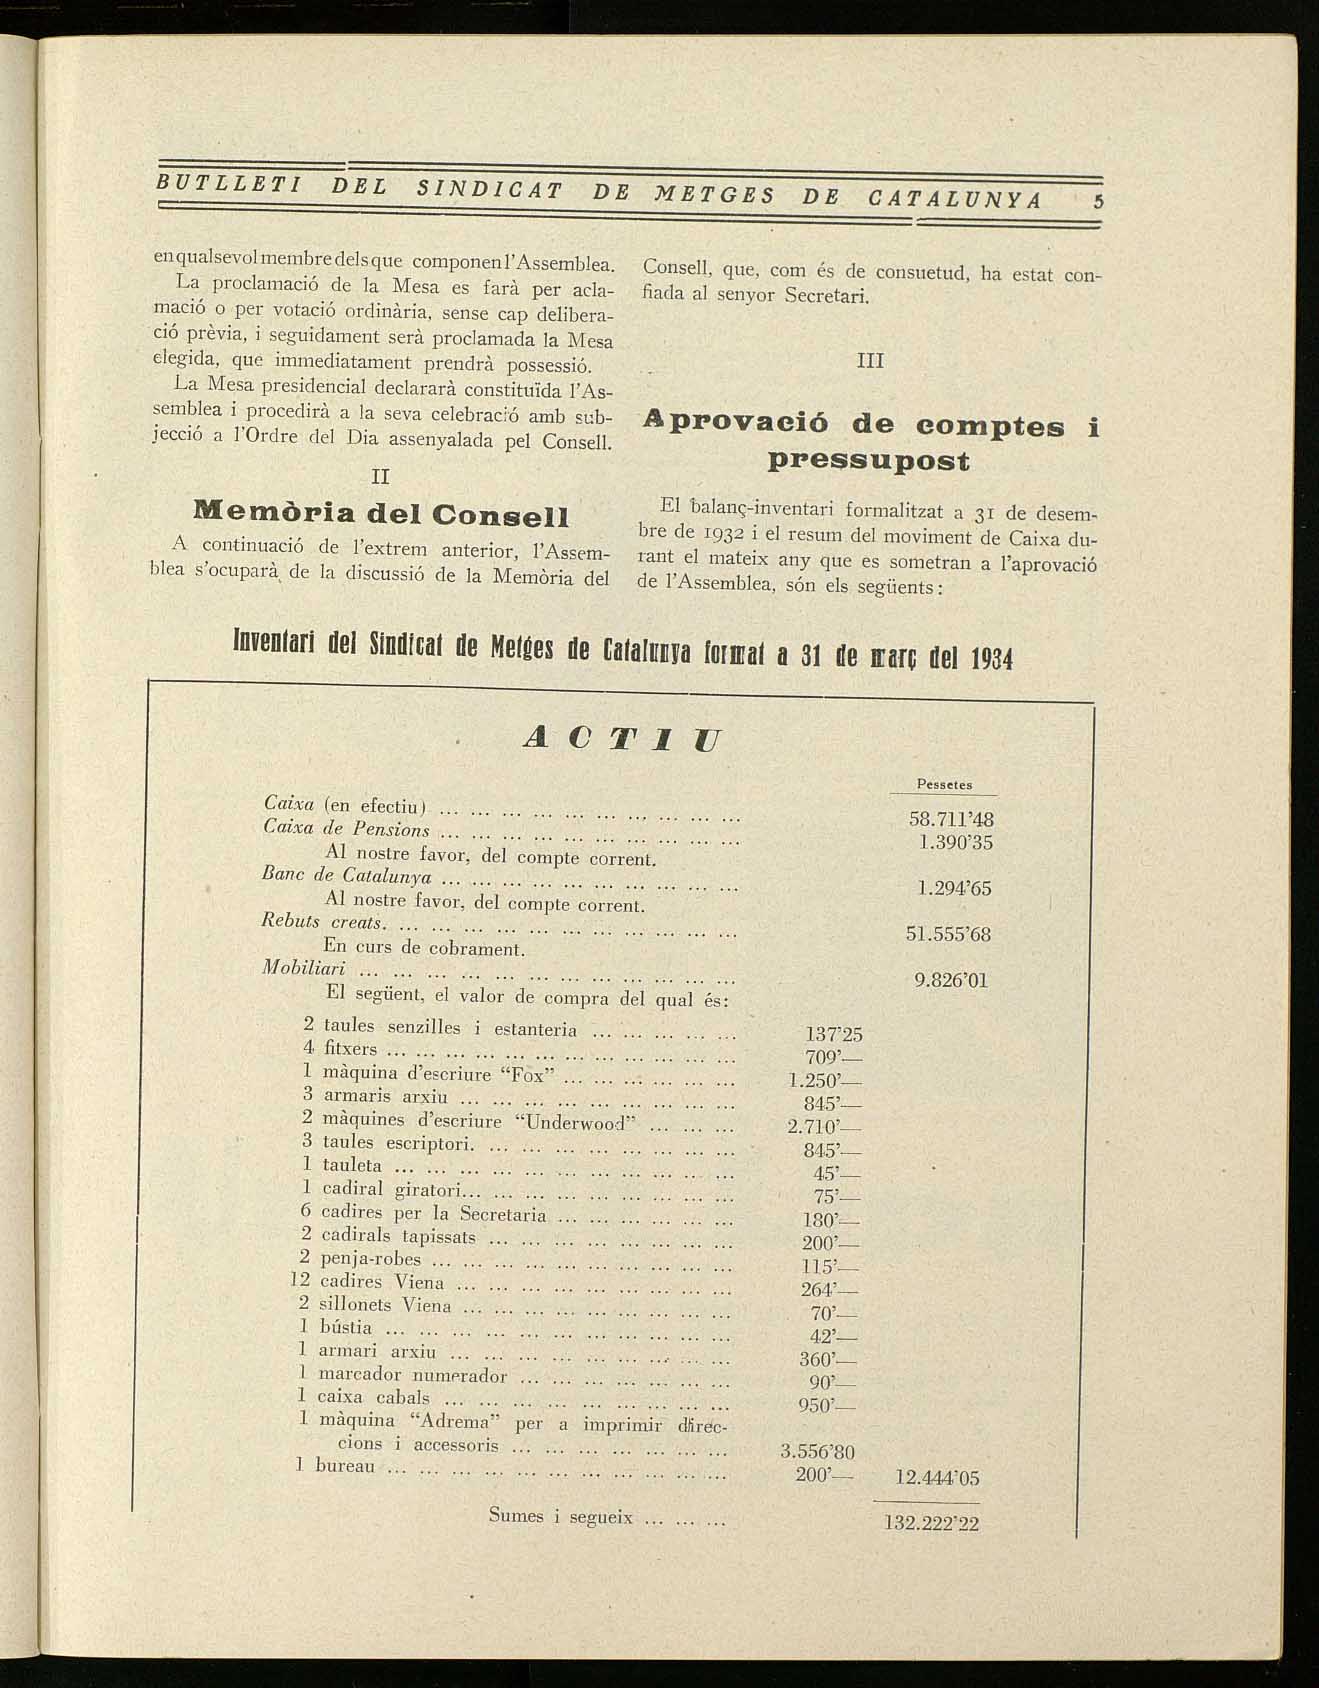 BUTLLETI DEL SINDICAT DE METGES DE CATALUNYA 5
en qualsevol membre dels que componen l'Assemblea.
La proclamació de la Mesa es farà per acla-
mació o per votació ordinària, sense cap delibera-
ció prèvia, i seguidament serà proclamada la Mesa
elegida, que immediatament prendrà possessió.
La Mesa presidencial declararà constituïda l'As-
semblea i procedirà a la seva celebració amb sub-
jecció a l'Ordre del Dia assenyalada pel Consell.
II
Memòria del Consell
A continuació de l'extrem anterior, l'Assem-
blea s'ocuparà de la discussió de la Memòria del
Consell, que, com és de consuetud, ha estat con-
fiada al senyor Secretari.
III
Aprovació de comptes i
pressupost
El balanç-inventari formalitzat a 31 de desem-
bre de 1932 i el resum del moviment de Caixa du-
rant el mateix any que es sometran a l'aprovació
de l'Assemblea, són els següents:
Inventari del Sindicat de Metges de Catalunya format a 31 de març del 1934
ACTIU
Pessetes
Caixa (en efectiu) ... ... ... ... ... ... ... ... ... ... 58.711'48
Caixa de Pensions ... ... ... ... ... ... ... ... ... ... 1.390'35
Al nostre favor, del compte corrent.
Banc de Catalunya ... ... ... ... ... ... ... ... ... ... 1.294'65
Al nostre favor, del compte corrent.
Rebuts creats. ... ... ... ... ... ... ... ... ... ... ... 51.555'68
En curs de cobrament.
Mobiliari ... ... ... ... ... ... ... ... ... ... ... ... 9.826'01
El següent, el valor de compra del qual és:
2 taules senzilles i estanteria ... ... ... ... ... 137'25
4 fitxers ... ... ... ... ... ... ... ... ... ... ... ... 709'—
1 màquina d'escriure "Fox" ... ... ... ... ... ... 1.250'—
3 armaris arxiu ... ... ... ... ... ... ... ... ... 845'—
2 màquines d'escriure "Underwood" ... ... ... 2.710'—
3 taules escriptori. ... ... ... ... ... ... ... ... 845'—
1 tauleta ... ... ... ... ... ... ... ... ... ... ... 45'—
1 cadiral giratori... ... ... ... ... ... ... ... ... 75'—
6 cadires per la Secretaria ... ... ... ... ... ... 180'—
2 cadirals tapissats ... ... ... ... ... ... ... ... 200'—
2 penja-robes ... ... ... ... ... ... ... ... ... ... 115'—
12 cadires Viena ... ... ... ... ... ... ... ... ... 264'—
2 sillonets Viena ... ... ... ... ... ... ... ... ... 70'—
1 bústia ... ... ... ... ... ... ... ... ... ... ... 42'—
1 armari arxiu ... ... ... ... ... ... ... ... ... 360'—
1 marcador numerador ... ... ... ... ... ... ... 90'—
1 caixa cabals ... ... ... ... ... ... ... ... ... 950'—
1 màquina "Adrema" per a imprimir direc-
cions i accessoris ... ... ... ... ... ... ... 3.556'80
1 bureau ... ... ... ... ... ... ... ... ... ... ... 200'— 12.444'05
Sumes i segueix ... ... ... 132.222'22